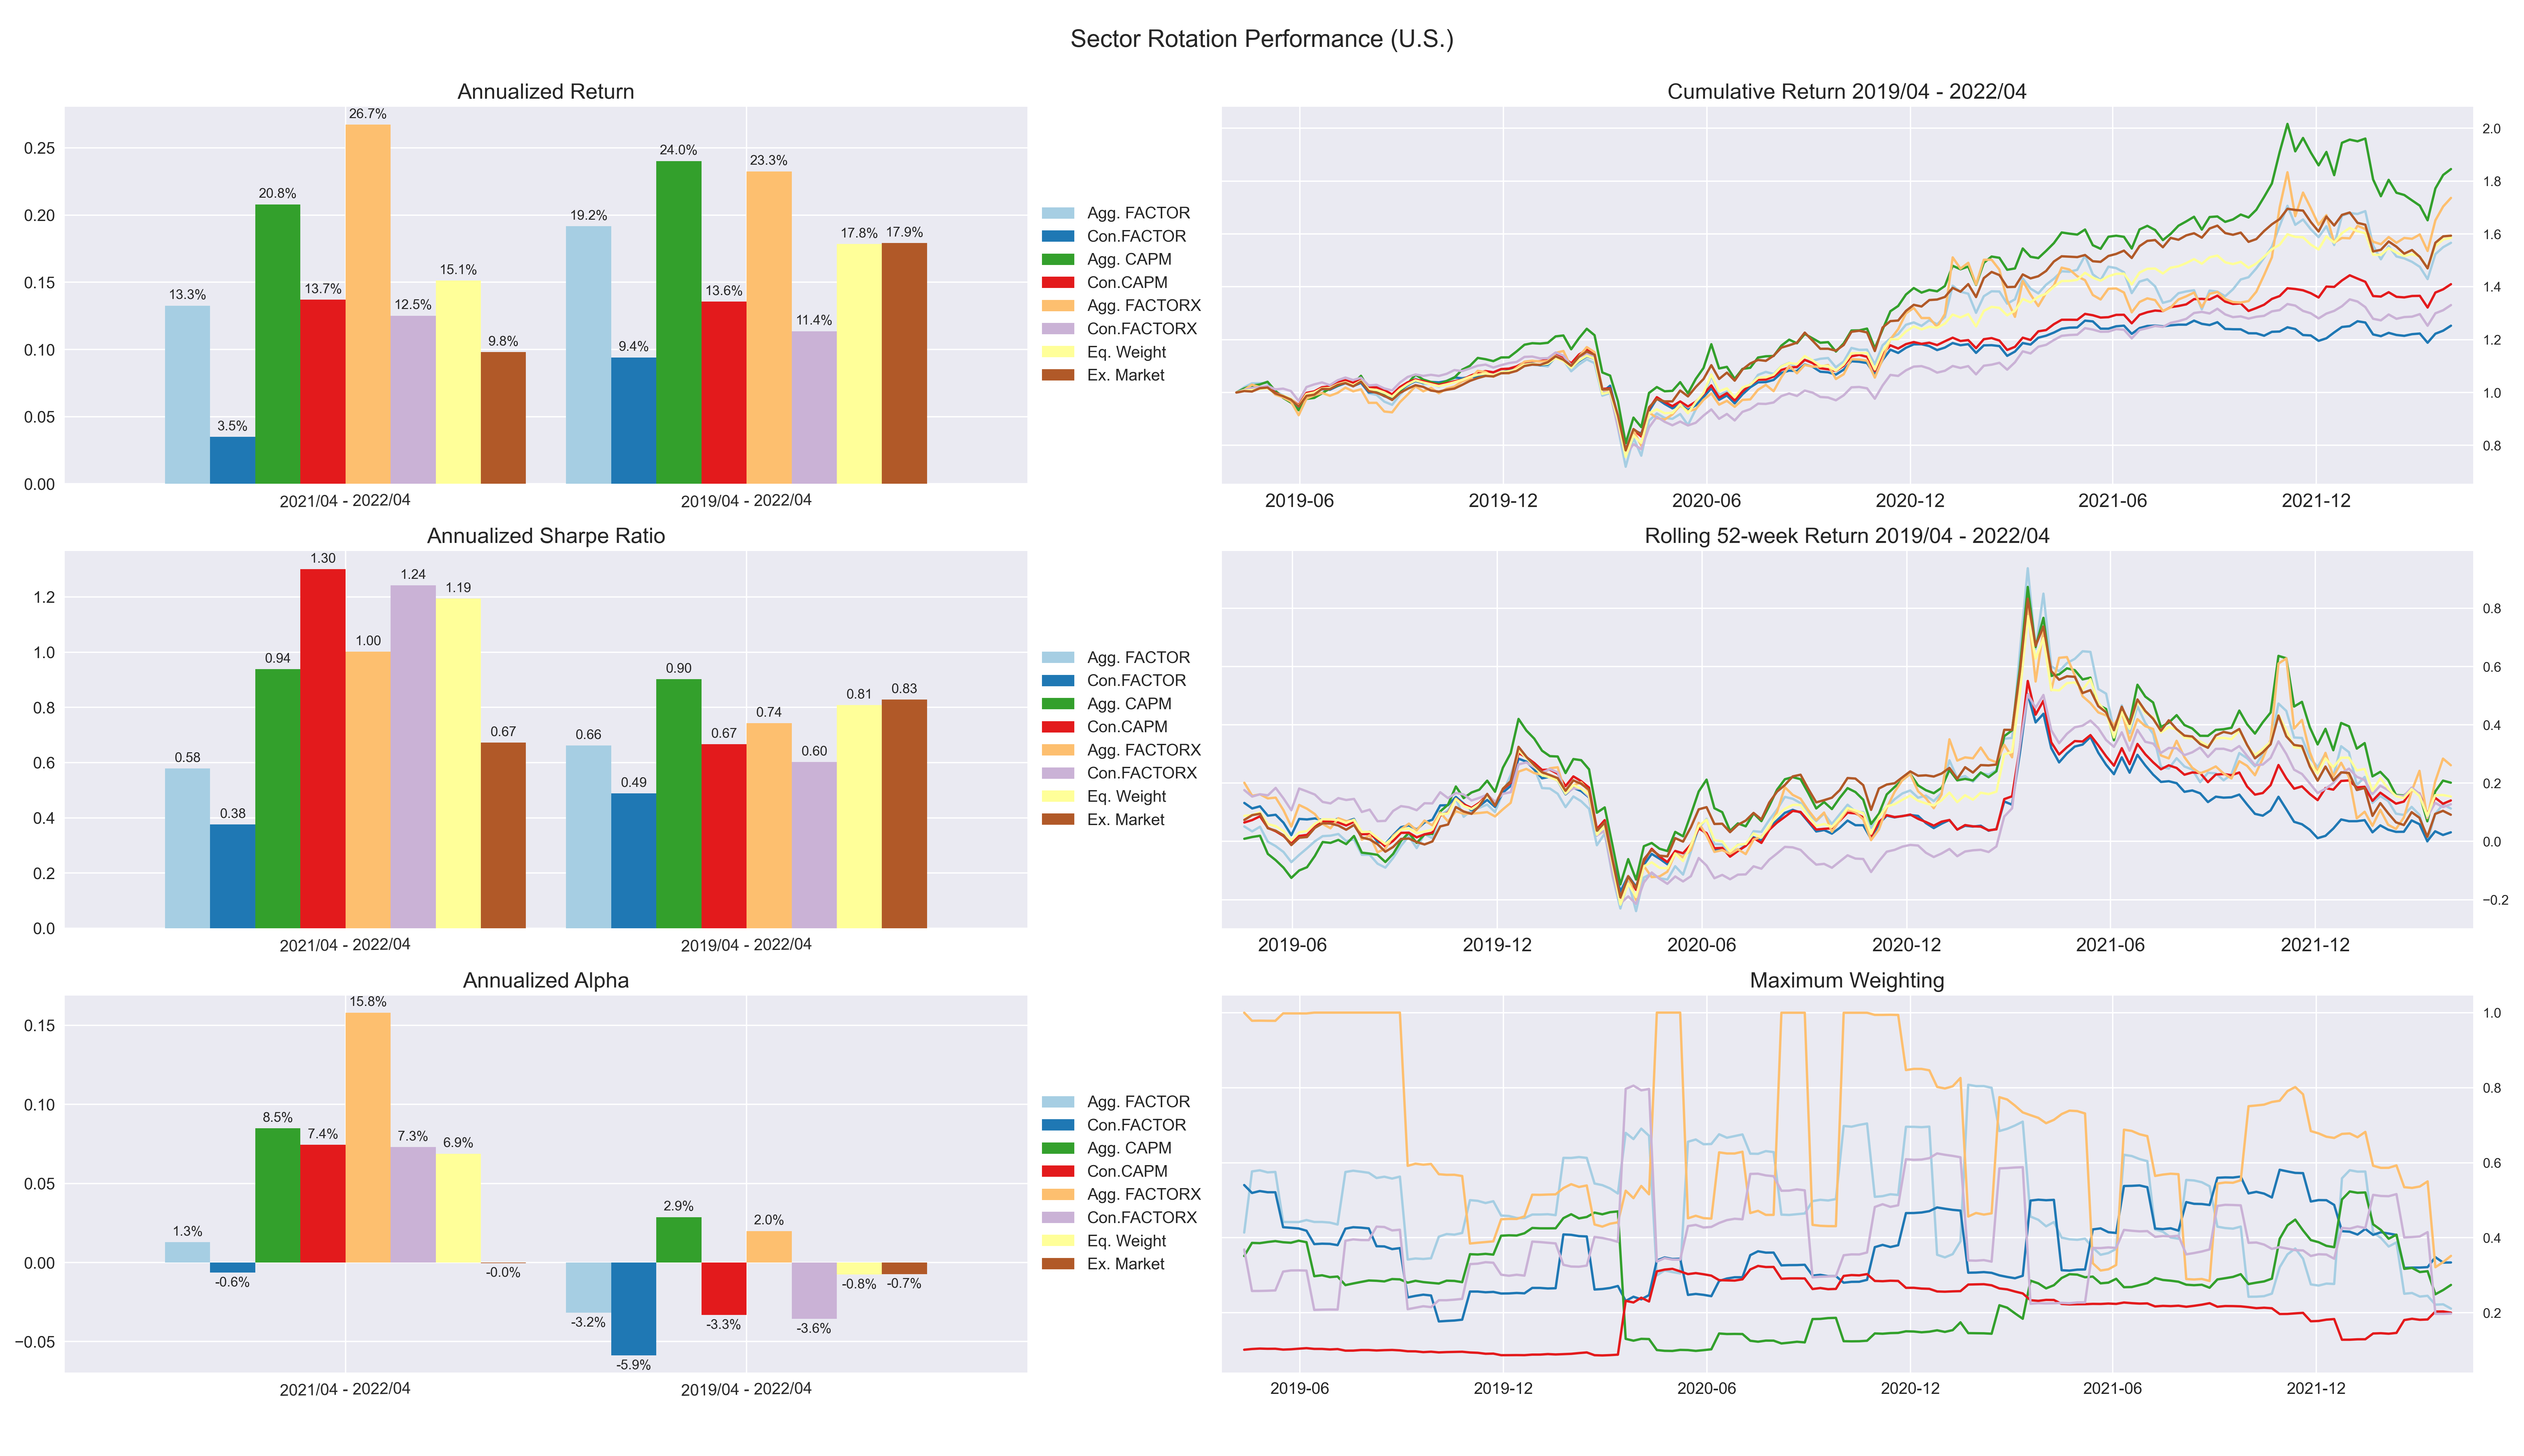 Sector Rotation Performance (U.S.)
Annualized Return
0.25
0.20
0.15
0.10
0.05
0.00
13.3%
3.5%
20.8%
13.7%
26.7%
12.5%
15.1%
9.8%
19.2%
9.4%
24.0%
13.6%
23.3%
11.4%
17.8%
17.9%
2021/04 - 2022/04
2019/04 - 2022/04
Agg. FACTOR
Con.FACTOR
Agg. CAPM
Con.CAPM
Agg. FACTORX
Con.FACTORX
Eq. Weight
Ex. Market
Cumulative Return 2019/04 - 2022/04
2.0
1.8
1.6
1.4
1.2
1.0
0.8
2019-06
2019-12
2020-06
2020-12
2021-06
2021-12
Annualized Sharpe Ratio
1.2
1.0
0.8
0.6
0.4
0.2
0.0
0.58
0.38
0.94
1.30
1.00
1.24
1.19
0.67
0.66
0.49
0.90
0.67
0.74
0.60
0.81
0.83
2021/04 - 2022/04
2019/04 - 2022/04
Agg. FACTOR
Con.FACTOR
Agg. CAPM
Con.CAPM
Agg. FACTORX
Con.FACTORX
Eq. Weight
Ex. Market
Rolling 52-week Return 2019/04 - 2022/04
0.8
0.6
0.4
0.2
0.0
−0.2
2019-06
2019-12
2020-06
2020-12
2021-06
2021-12
Annualized Alpha
0.15
0.10
0.05
0.00
−0.05
1.3%
-0.6%
8.5%
7.4%
15.8%
7.3%
6.9%
-0.0%
-3.2%
-5.9%
2.9%
-3.3%
2.0%
-3.6%
-0.8%
-0.7%
2021/04 - 2022/04
2019/04 - 2022/04
Agg. FACTOR
Con.FACTOR
Agg. CAPM
Con.CAPM
Agg. FACTORX
Con.FACTORX
Eq. Weight
Ex. Market
Maximum Weighting
1.0
0.8
0.6
0.4
0.2
2019-06
2019-12
2020-06
2020-12
2021-06
2021-12